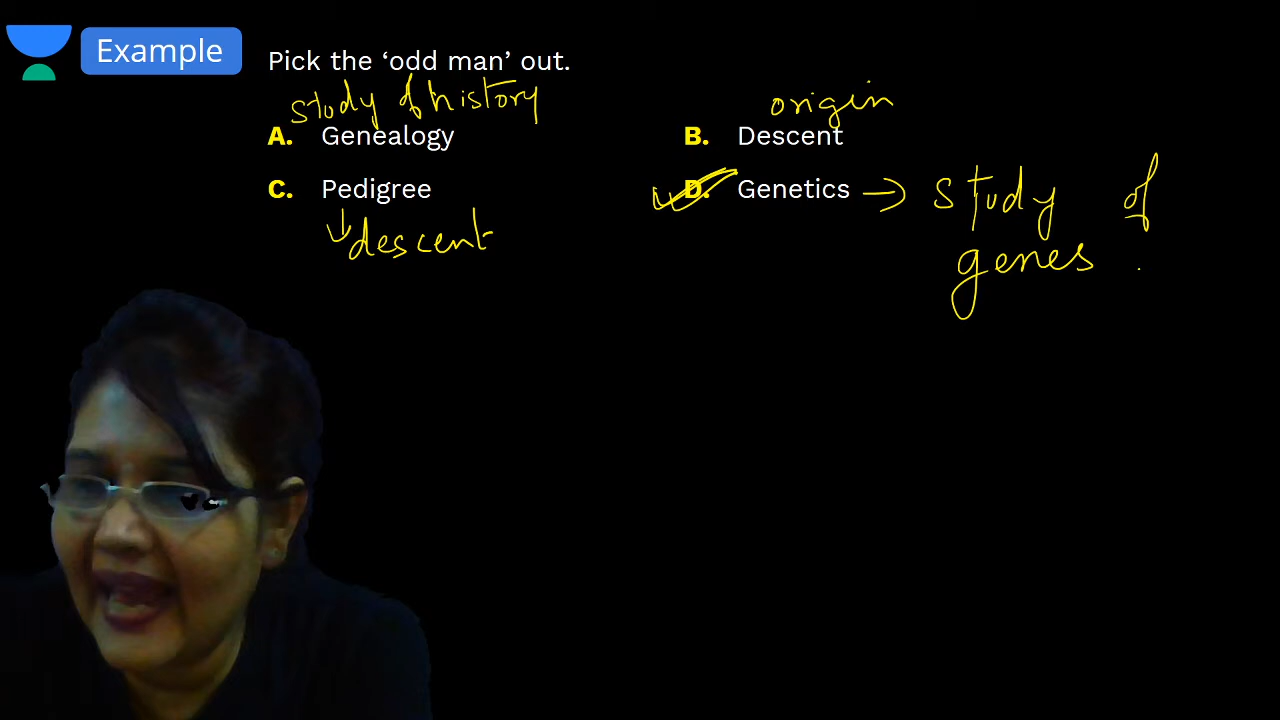 Example
Pick the ‘odd man’ out.
study of history
origin
A. Genealogy
B. Descent
C. Pedigree
D. Genetics → study of
descent
genes .